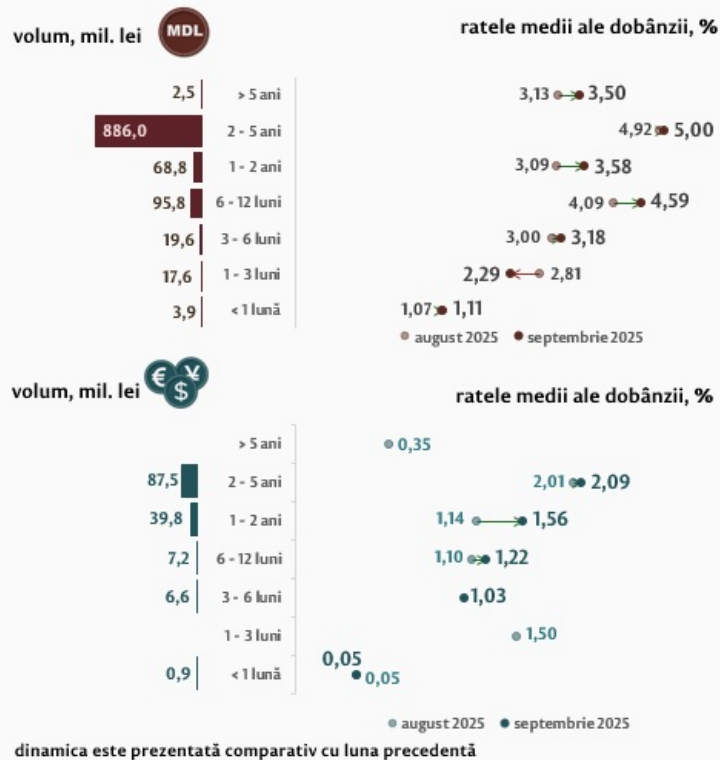 volum, mil. lei MDL ratele medii ale dobânzii, %
2,5 > 5 ani 3,13 3,50
886,0 2 - 5 ani 4,92 5,00
68,8 1 - 2 ani 3,09 3,58
95,8 6 - 12 luni 4,09 4,59
19,6 3 - 6 luni 3,00 3,18
17,6 1 - 3 luni 2,29 2,81
3,9 < 1 lună 1,07 1,11
august 2025 septembrie 2025
volum, mil. lei € ¥ $ ratele medii ale dobânzii, %
> 5 ani 0,35
87,5 2 - 5 ani 2,01 2,09
39,8 1 - 2 ani 1,14 1,56
7,2 6 - 12 luni 1,10 1,22
6,6 3 - 6 luni 1,03
1 - 3 luni 1,50
0,9 < 1 lună 0,05 0,05
august 2025 septembrie 2025
dinamica este prezentată comparativ cu luna precedentă